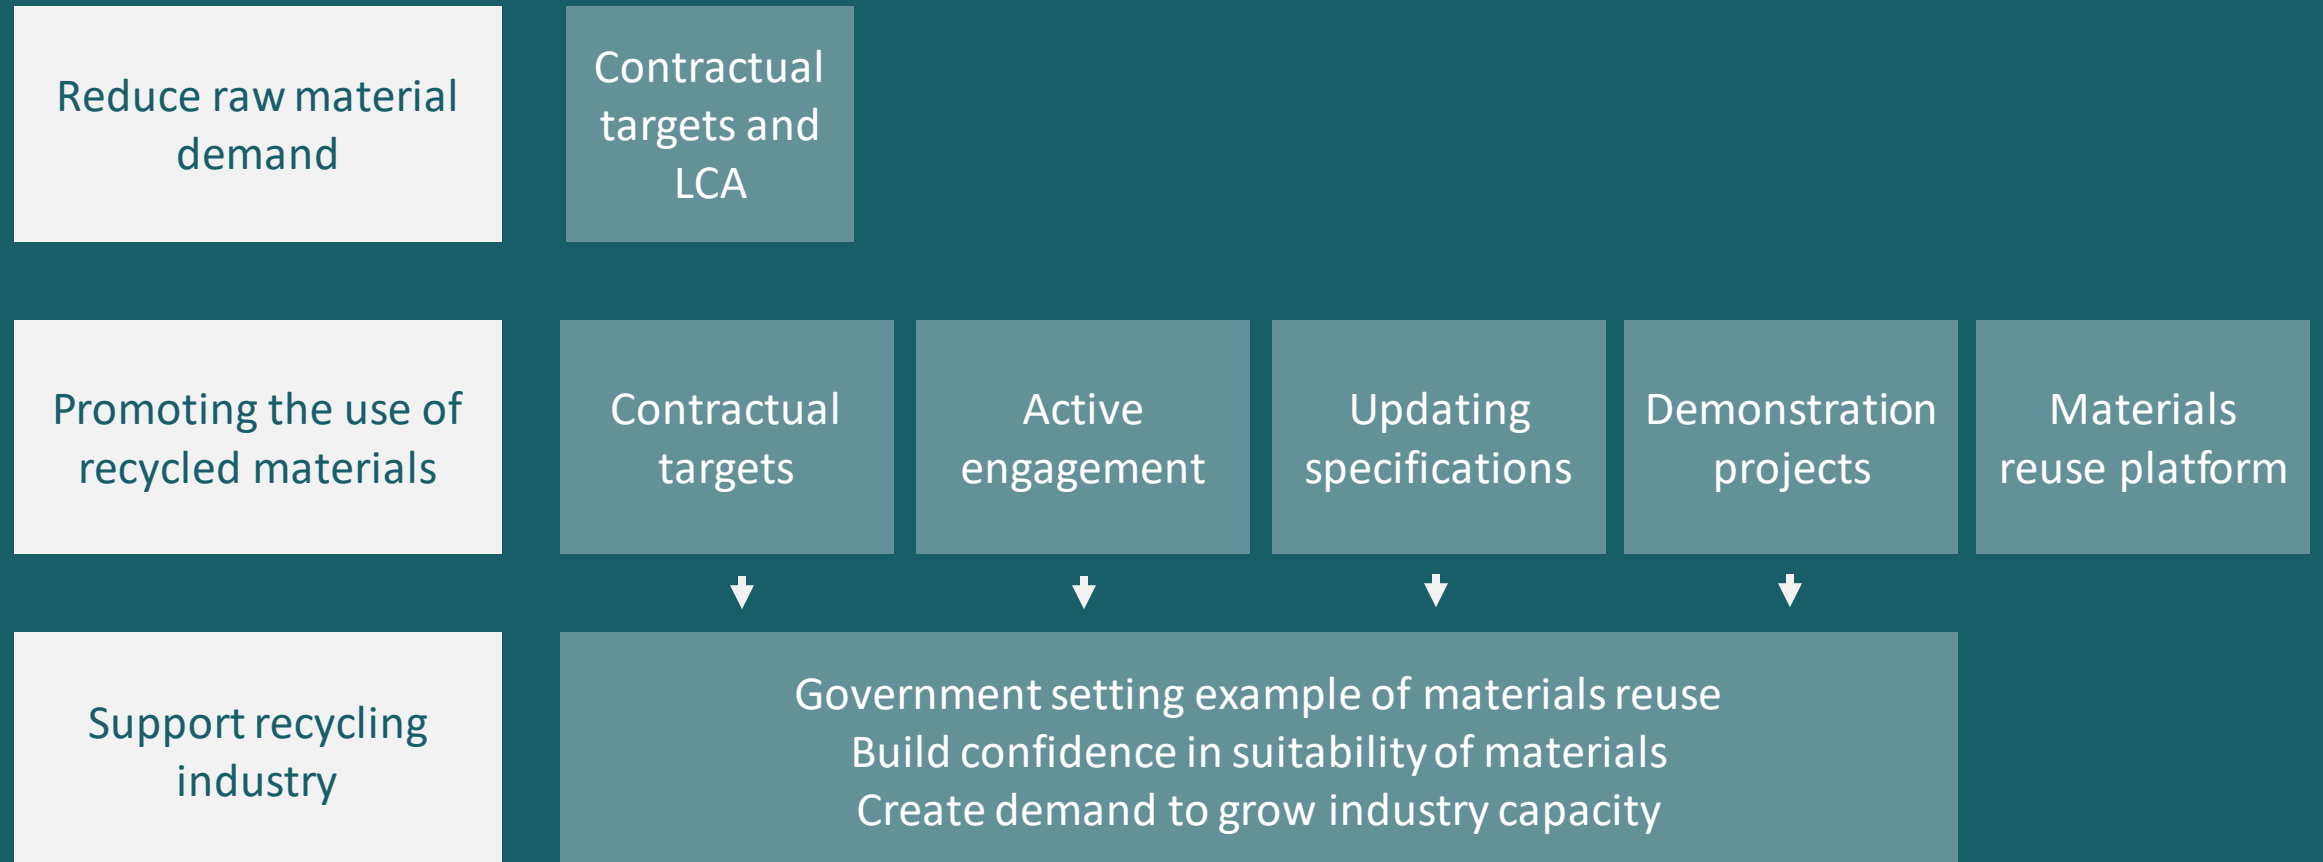 Reduce raw material
demand
Contractual
targets and
LCA
Promoting the use of
recycled materials
Contractual
targets
Active
engagement
Updating
specifications
Demonstration
projects
Materials
reuse platform
Support recycling
industry
Government setting example of materials reuse
Build confidence in suitability of materials
Create demand to grow industry capacity